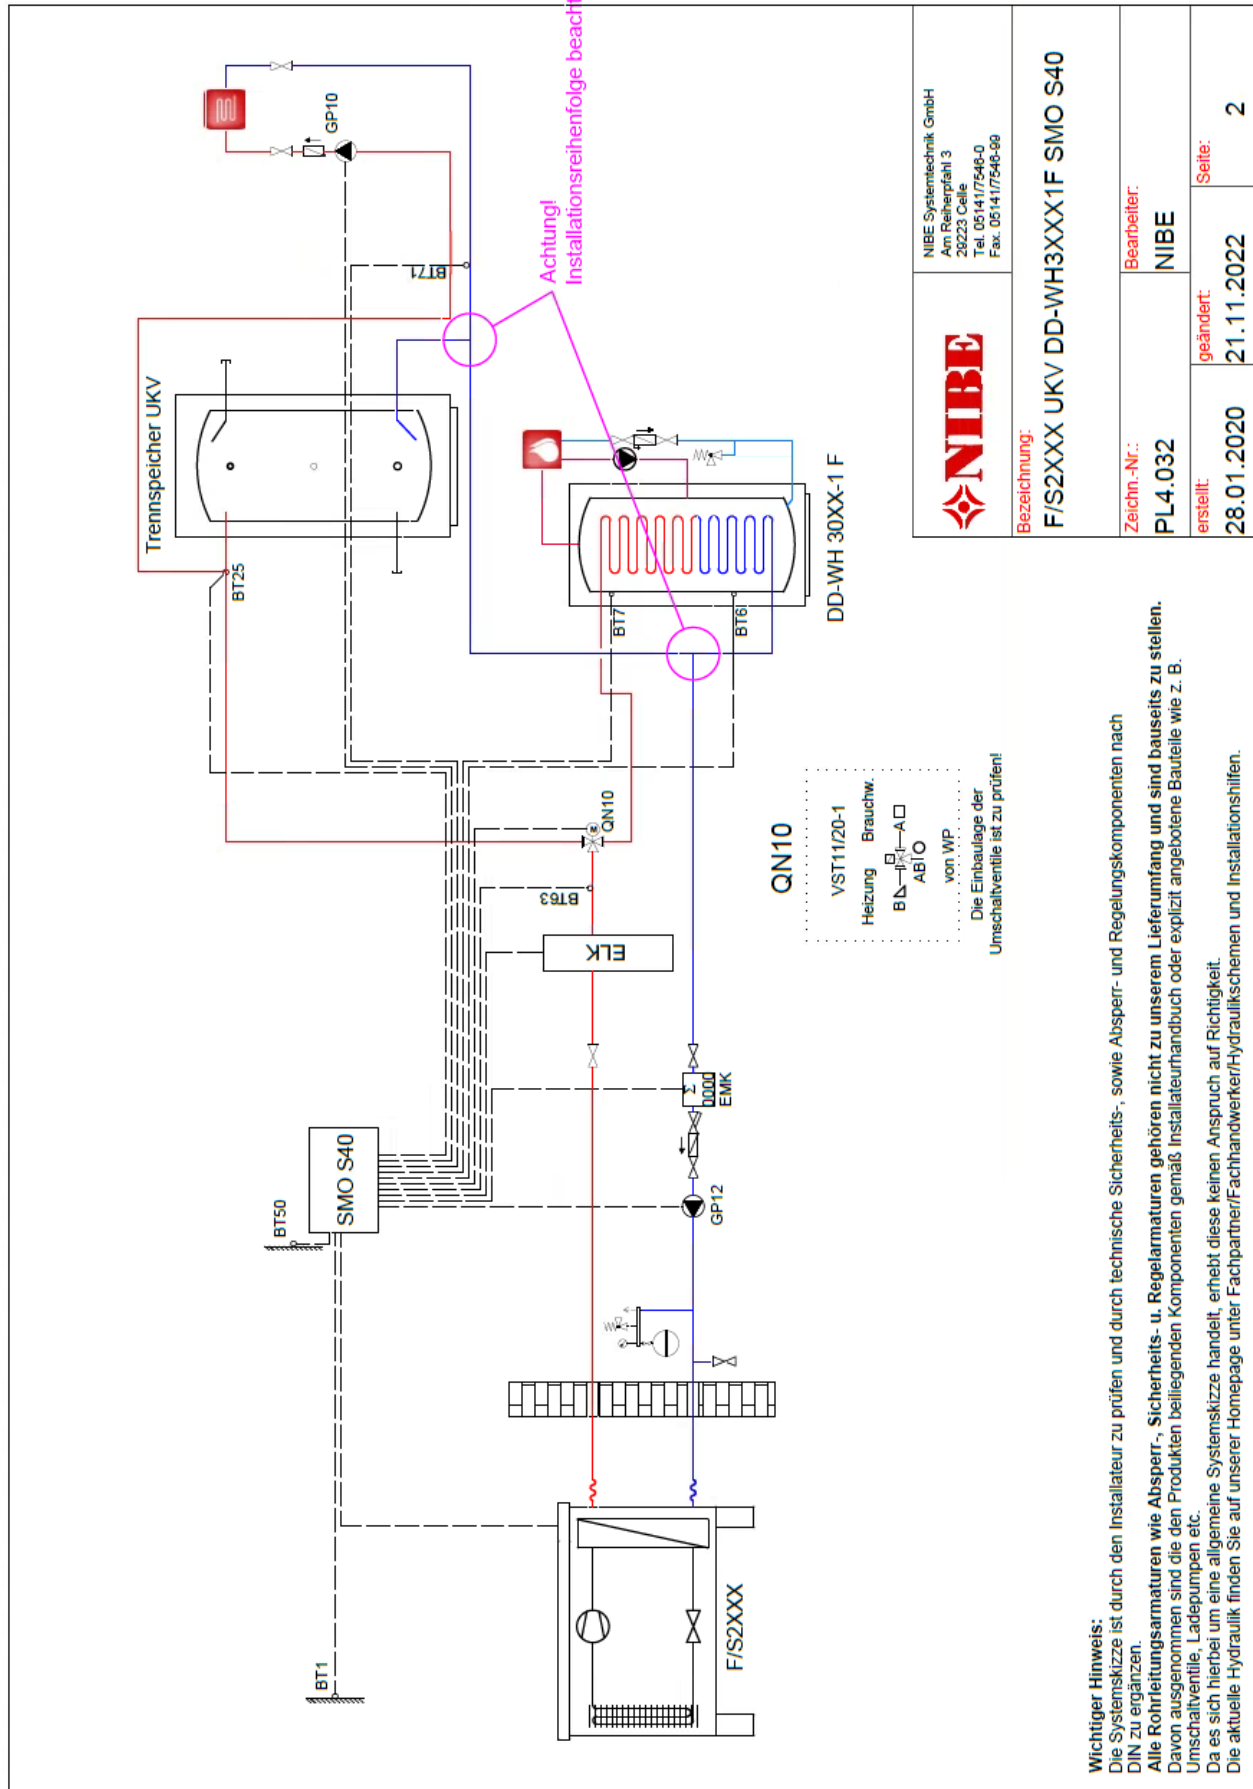 Trennspeicher UKV
BT25
BT71
GP10
Achtung!
Installationsreihenfolge beacht
BT50
SMO S40
BT1
BT63
QN10
ELK
BT7
BT6
DD-WH 30XX-1 F
Σ
0000
EMK
GP12
F/S2XXX
M
QN10
VST11/20-1
Heizung Brauchw.
B A
AB
von WP
Die Einbaulage der
Umschaltventile ist zu prüfen!
Wichtiger Hinweis:
Die Systemskizze ist durch den Installateur zu prüfen und durch technische Sicherheits-, sowie Absperr- und Regelungskomponenten nach
DIN zu ergänzen.
Alle Rohrleitungsarmaturen wie Absperr-, Sicherheits- u. Regelarmaturen gehören nicht zu unserem Lieferumfang und sind bauseits zu stellen.
Davon ausgenommen sind die den Produkten beiliegenden Komponenten gemäß Installateurhandbuch oder explizit angebotene Bauteile wie z. B.
Umschaltventile, Ladepumpen etc.
Da es sich hierbei um eine allgemeine Systemskizze handelt, erhebt diese keinen Anspruch auf Richtigkeit.
Die aktuelle Hydraulik finden Sie auf unserer Homepage unter Fachpartner/Fachhandwerker/Hydraulikschemen und Installationshilfen.
NIBE
NIBE Systemtechnik GmbH
Am Reiherpfahl 3
29223 Celle
Tel. 05141/7546-0
Fax. 05141/7546-99
Bezeichnung:
F/S2XXX UKV DD-WH3XXX1F SMO S40
Zeichn.-Nr.:
PL4.032
Bearbeiter:
NIBE
erstellt:
28.01.2020
geändert:
21.11.2022
Seite:
2